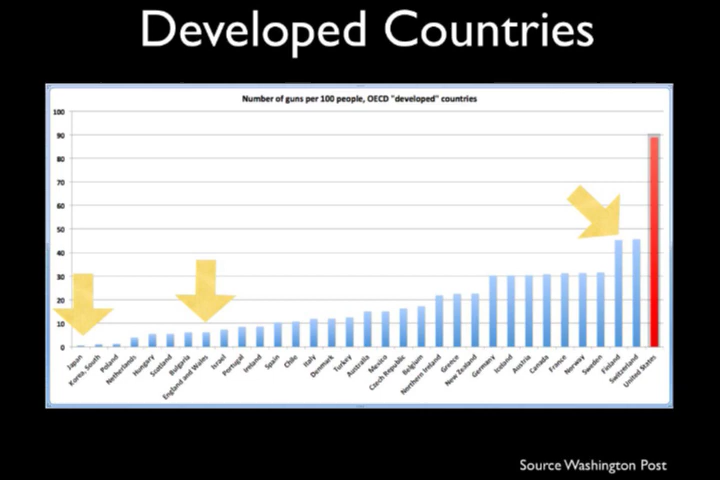 Developed Countries
Number of guns per 100 people, OECD "developed" countries
100
90
80
70
60
50
40
30
20
10
0
Japan
Korea, South
Poland
Netherlands
Hungary
Scotland
Bulgaria
England and Wales
Israel
Portugal
Ireland
Spain
Chile
Italy
Denmark
Turkey
Australia
Mexico
Czech Republic
Belgium
Northern Ireland
Greece
New Zealand
Germany
Iceland
Austria
Canada
France
Norway
Sweden
Finland
Switzerland
United States
Source Washington Post